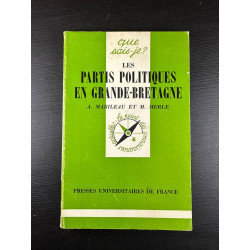 que
sais-je?
LES
PARTIS POLITIQUES
EN GRANDE-BRETAGNE
A. MABILEAU ET M. MERLE
PRESSES UNIVERSITAIRES DE FRANCE